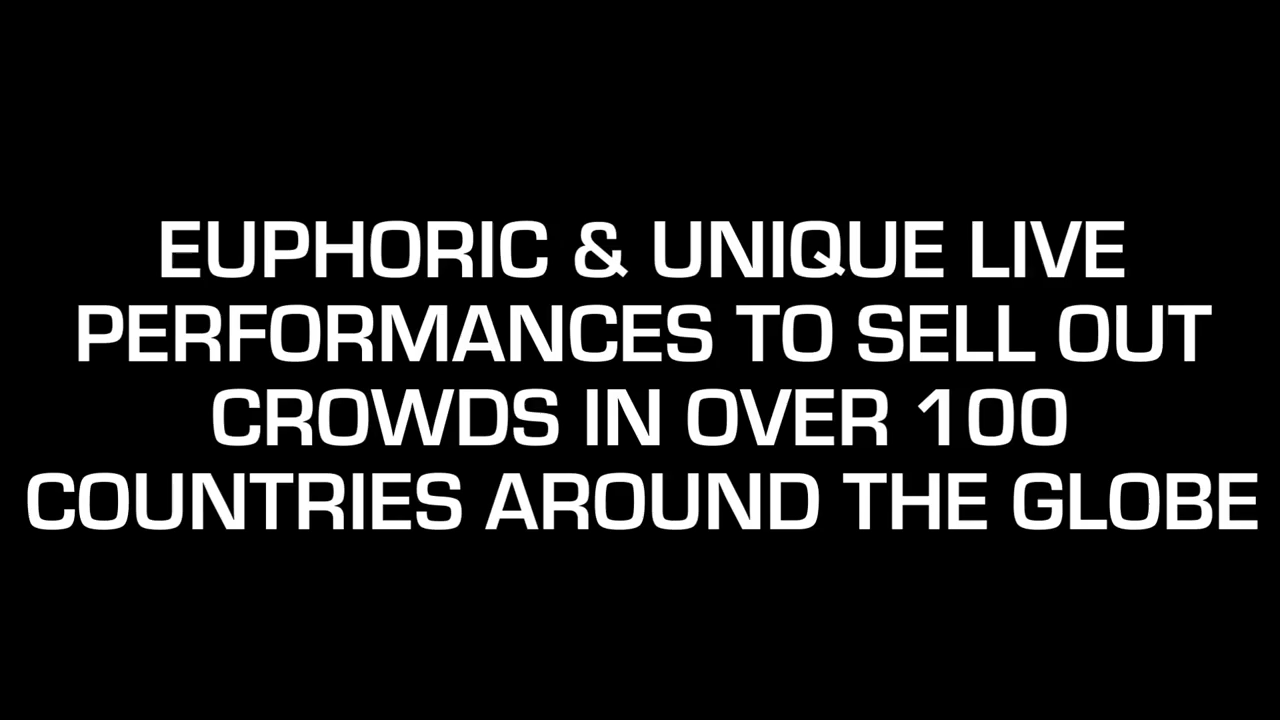 EUPHORIC & UNIQUE LIVE
PERFORMANCES TO SELL OUT
CROWDS IN OVER 100
COUNTRIES AROUND THE GLOBE